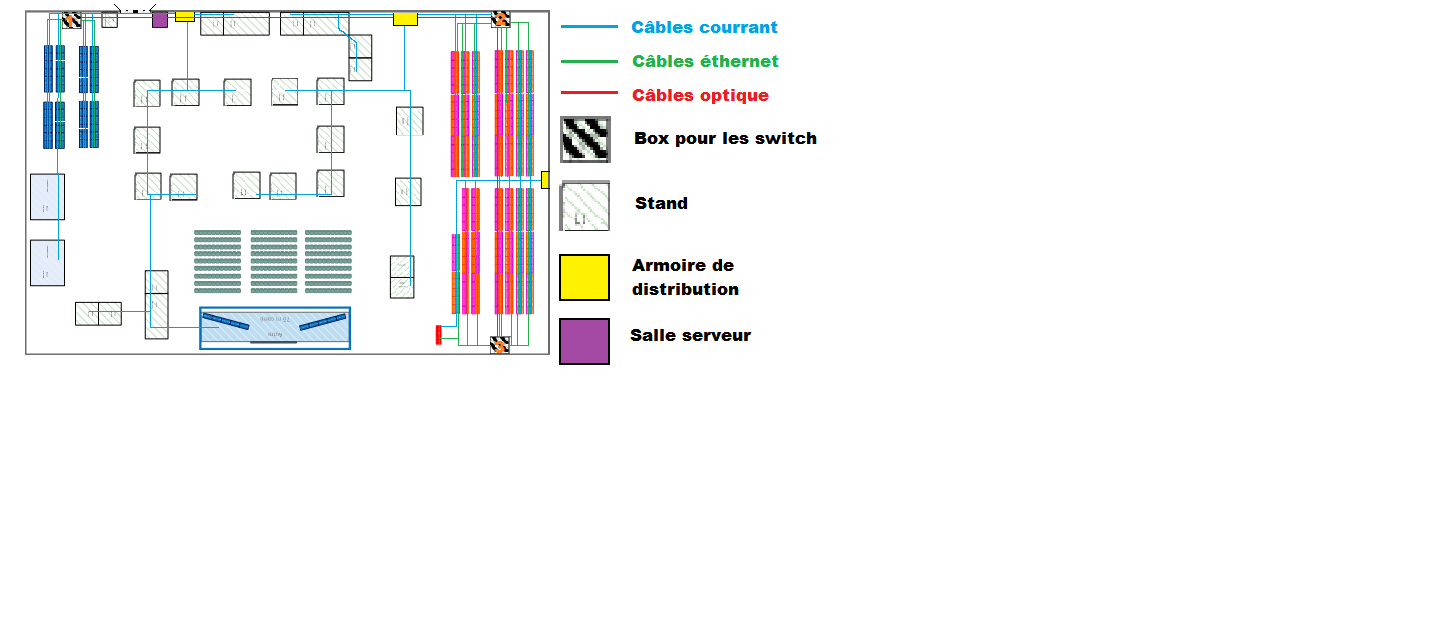 Câbles courrant
Câbles éthernet
Câbles optique
Box pour les switch
Stand
Armoire de
distribution
Salle serveur